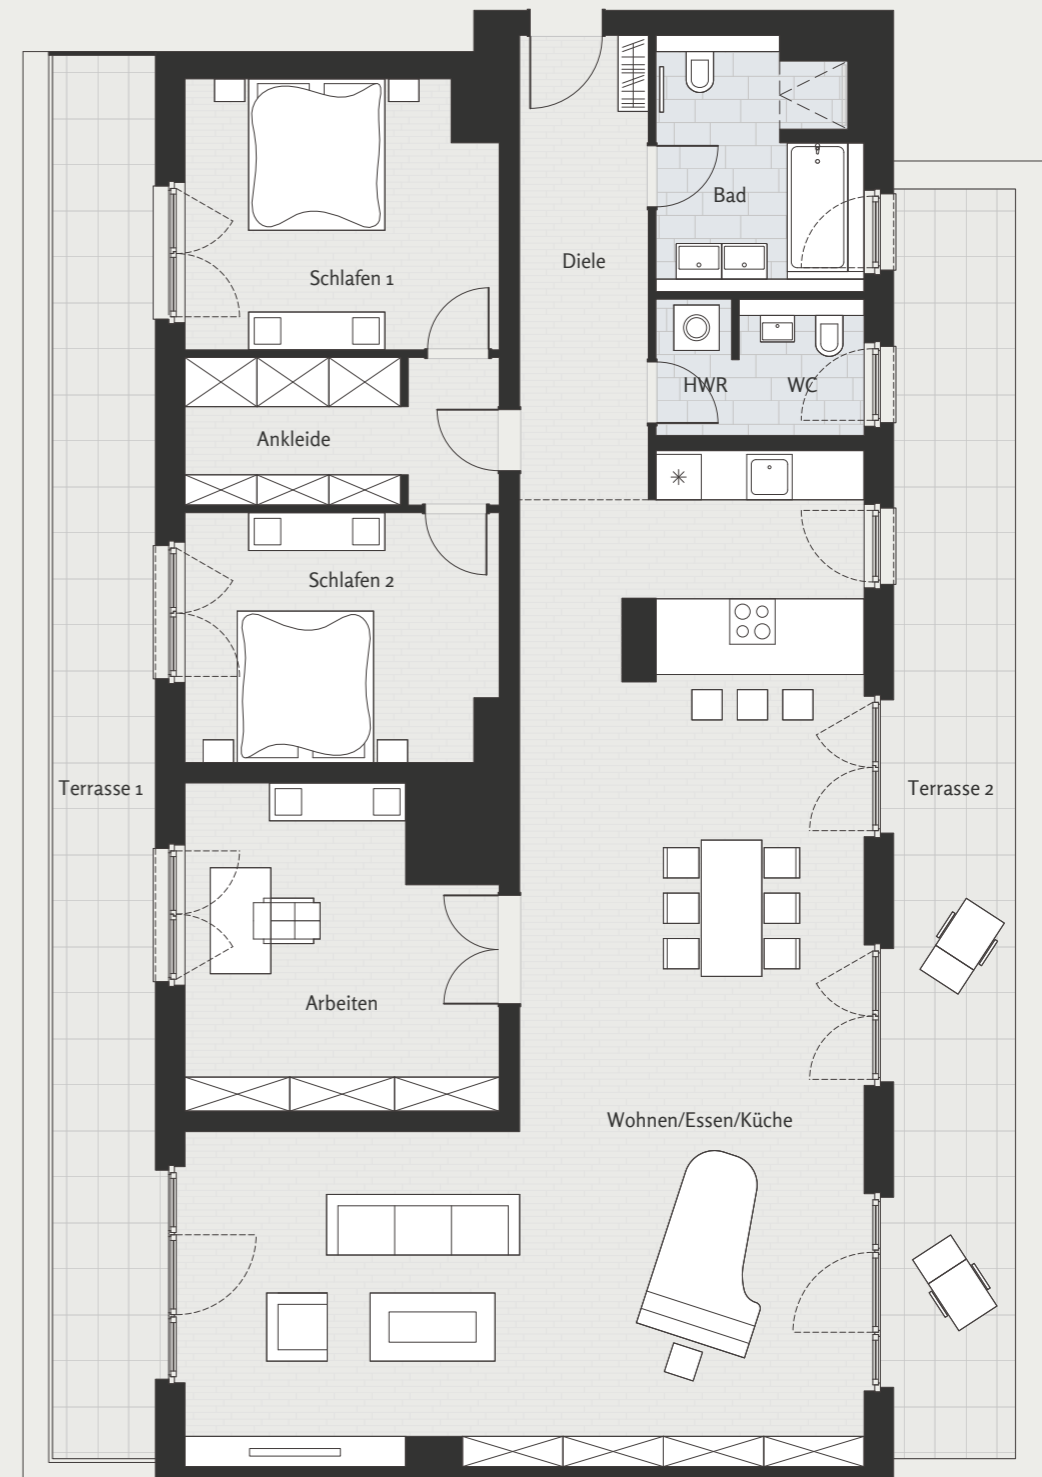 Bad
Diele
Schlafen 1
HWR
WC
Ankleide
Schlafen 2
Terrasse 1
Terrasse 2
Arbeiten
Wohnen/Essen/Küche